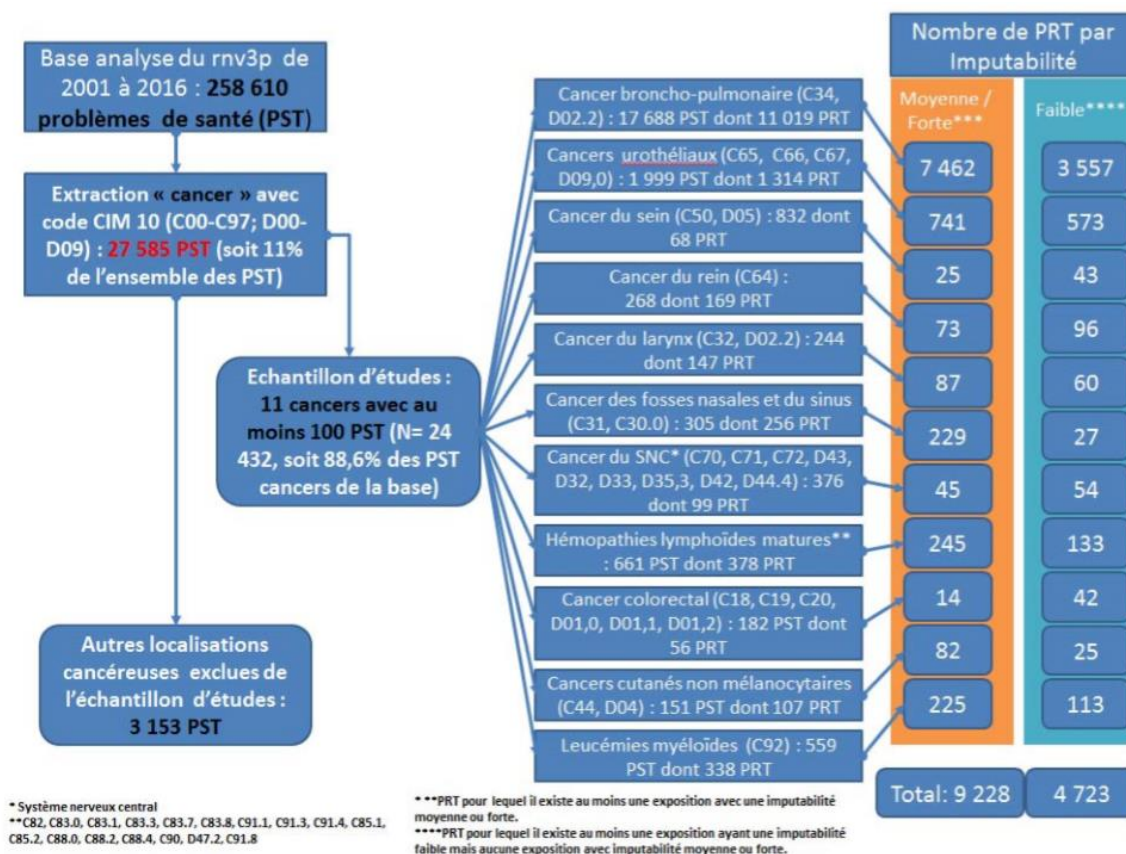 Base analyse du rnv3p de
2001 à 2016 : 258 610
problèmes de santé (PST)
Extraction « cancer » avec
code CIM 10 (C00-C97; D00-
D09) : 27 585 PST (soit 11%
de l'ensemble des PST)
Echantillon d'études :
11 cancers avec au
moins 100 PST (N= 24
432, soit 88,6% des PST
cancers de la base)
Autres localisations
cancéreuses exclues de
l'échantillon d'études :
3 153 PST
Cancer broncho-pulmonaire (C34,
D02.2) : 17 688 PST dont 11 019 PRT
Cancers urothéliaux (C65, C66, C67,
D09,0) : 1 999 PST dont 1 314 PRT
Cancer du sein (C50, D05) : 832 dont
68 PRT
Cancer du rein (C64) :
268 dont 169 PRT
Cancer du larynx (C32, D02.2) : 244
dont 147 PRT
Cancer des fosses nasales et du sinus
(C31, C30.0) : 305 dont 256 PRT
Cancer du SNC* (C70, C71, C72, D43,
D32, D33, D35,3, D42, D44.4) : 376
dont 99 PRT
Hémopathies lymphoïdes matures**
: 661 PST dont 378 PRT
Cancer colorectal (C18, C19, C20,
D01,0, D01,1, D01,2) : 182 PST dont
56 PRT
Cancers cutanés non mélanocytaires
(C44, D04) : 151 PST dont 107 PRT
Leucémies myéloïdes (C92) : 559
PST dont 338 PRT
Nombre de PRT par
Imputabilité
Moyenne /
Forte***
Faible****
7 462 3 557
741 573
25 43
73 96
87 60
229 27
45 54
245 133
14 42
82 25
225 113
Total: 9 228 4 723
* Système nerveux central
**C82, C83.0, C83.1, C83.3, C83.7, C83.8, C91.1, C91.3, C91.4, C85.1,
C85.2, C88.0, C88.2, C88.4, C90, D47.2, C91.8
* **PRT pour lequel il existe au moins une exposition avec une imputabilité
moyenne ou forte.
****PRT pour lequel il existe au moins une exposition ayant une imputabilité
faible mais aucune exposition avec imputabilité moyenne ou forte.